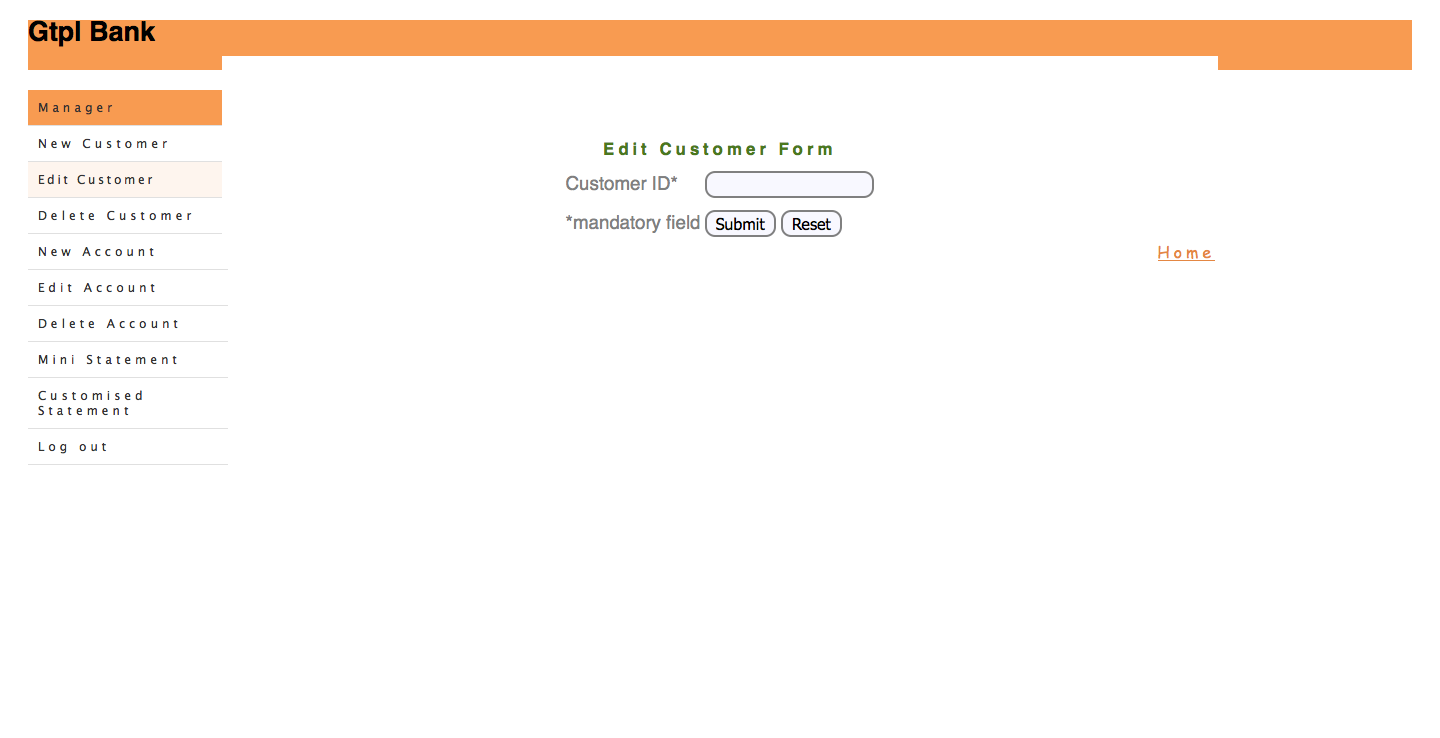 Gtpl Bank
Manager
New Customer
Edit Customer
Delete Customer
New Account
Edit Account
Delete Account
Mini Statement
Customised
Statement
Log out
Edit Customer Form
Customer ID*
*mandatory field Submit Reset
Home